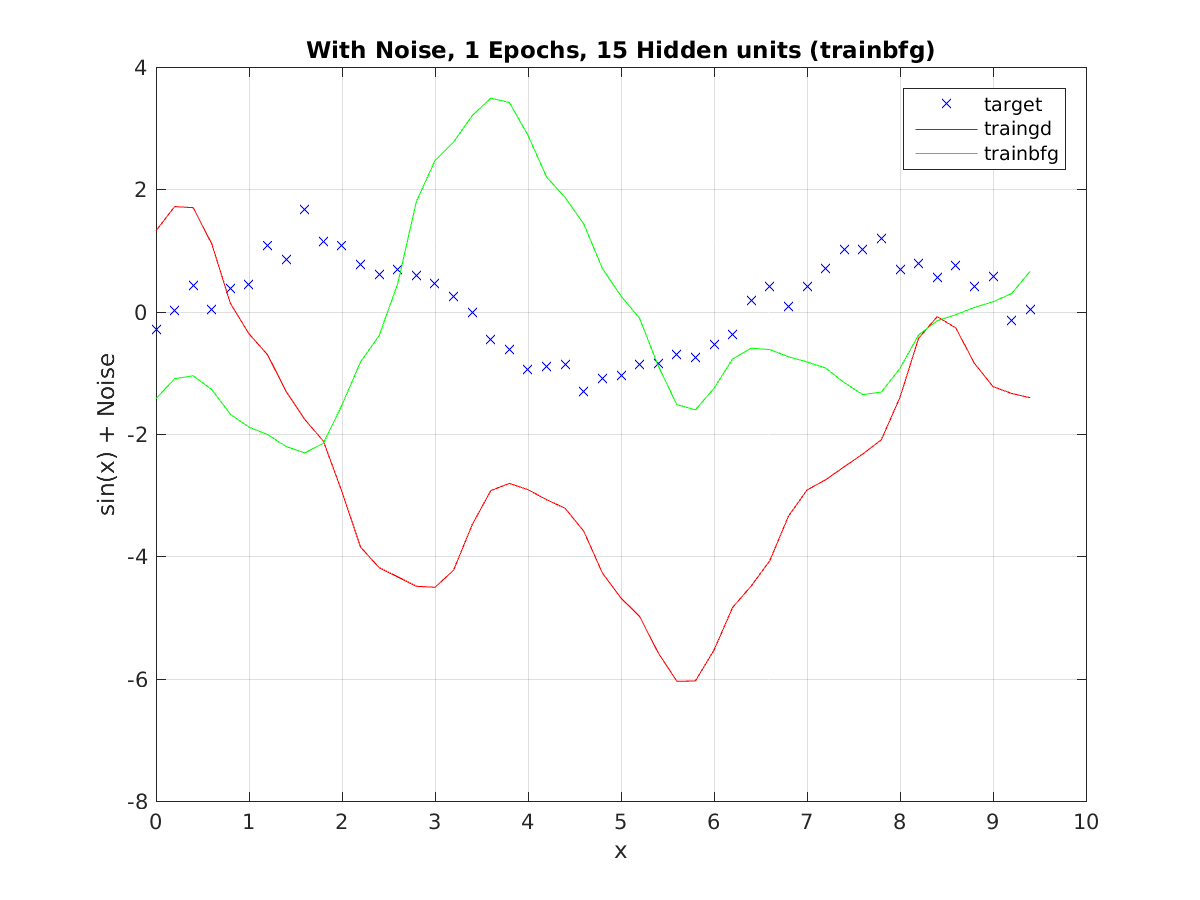 With Noise, 1 Epochs, 15 Hidden units (trainbfg)
target
traingd
trainbfg
sin(x) + Noise
4
2
0
-2
-4
-6
-8
0 1 2 3 4 5 6 7 8 9 10
x